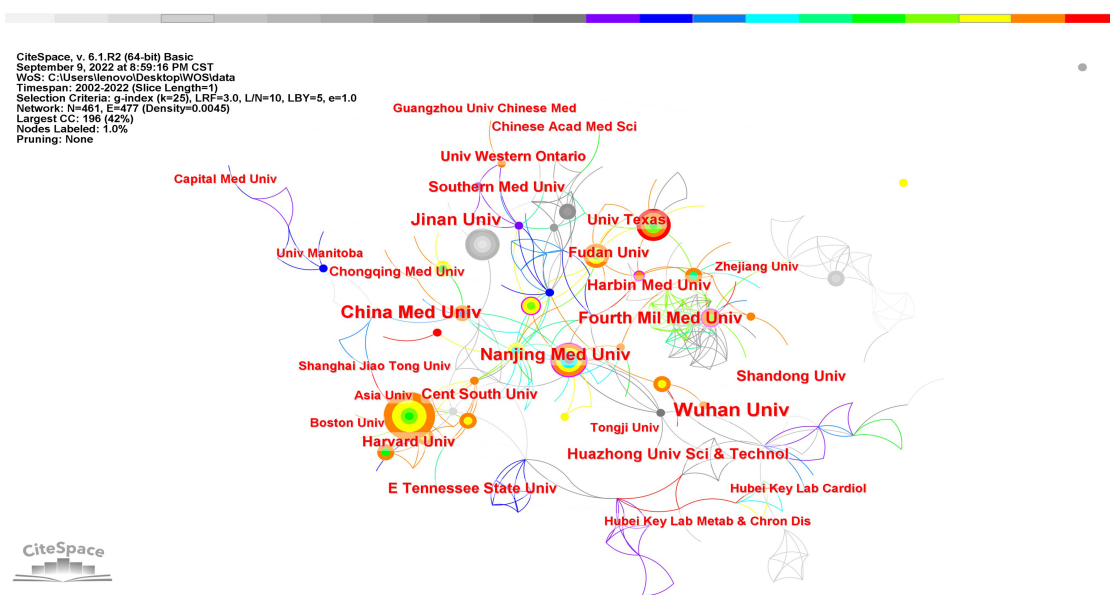 CiteSpace, v. 6.1.R2 (64-bit) Basic
September 9, 2022 at 8:59:16 PM CST
WoS: C:\Users\lenovo\Desktop\WOS\data
Timespan: 2002-2022 (Slice Length=1)
Selection Criteria: g-index (k=25), LRF=3.0, L/N=10, LBY=5, e=1.0
Network: N=461, E=477 (Density=0.0045)
Largest CC: 196 (42%)
Nodes Labeled: 1.0%
Pruning: None
Guangzhou Univ Chinese Med
Chinese Acad Med Sci
Univ Western Ontario
Capital Med Univ
Southern Med Univ
Jinan Univ
Univ Texas
Univ Manitoba
Fudan Univ
Chongqing Med Univ
Zhejiang Univ
Harbin Med Univ
China Med Univ
Fourth Mil Med Univ
Nanjing Med Univ
Shanghai Jiao Tong Univ
Shandong Univ
Asia Univ
Cent South Univ
Wuhan Univ
Boston Univ
Tongji Univ
Harvard Univ
Huazhong Univ Sci & Technol
E Tennessee State Univ
Hubei Key Lab Cardiol
Hubei Key Lab Metab & Chron Dis
CiteSpace